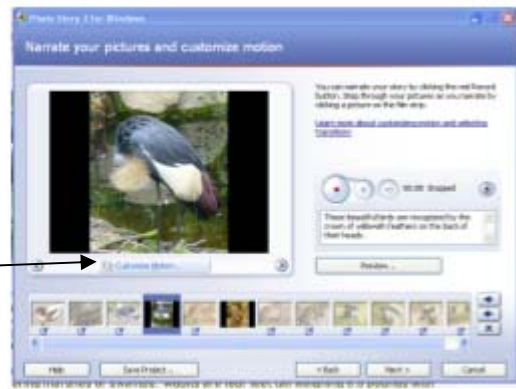 Photo Story 3 for Windows
Narrate your pictures and customize motion
You can narrate your story by clicking the red Record
button. Step through your pictures as you narrate by
clicking a picture on the film strip.
Learn more about customizing motion and selecting
transitions
00:00 Stopped
These beautiful birds are recognized by the
crown of yellowish feathers on the back of
their heads.
Customize Motion...
Preview...
Help
Save Project...
< Back
Next >
Cancel